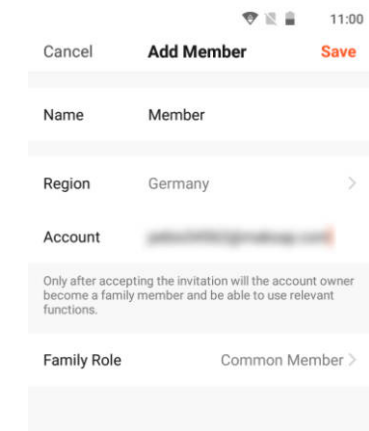 11:00
Cancel Add Member Save
Name Member
Region Germany
Account
Only after accepting the invitation will the account owner
become a family member and be able to use relevant
functions.
Family Role Common Member